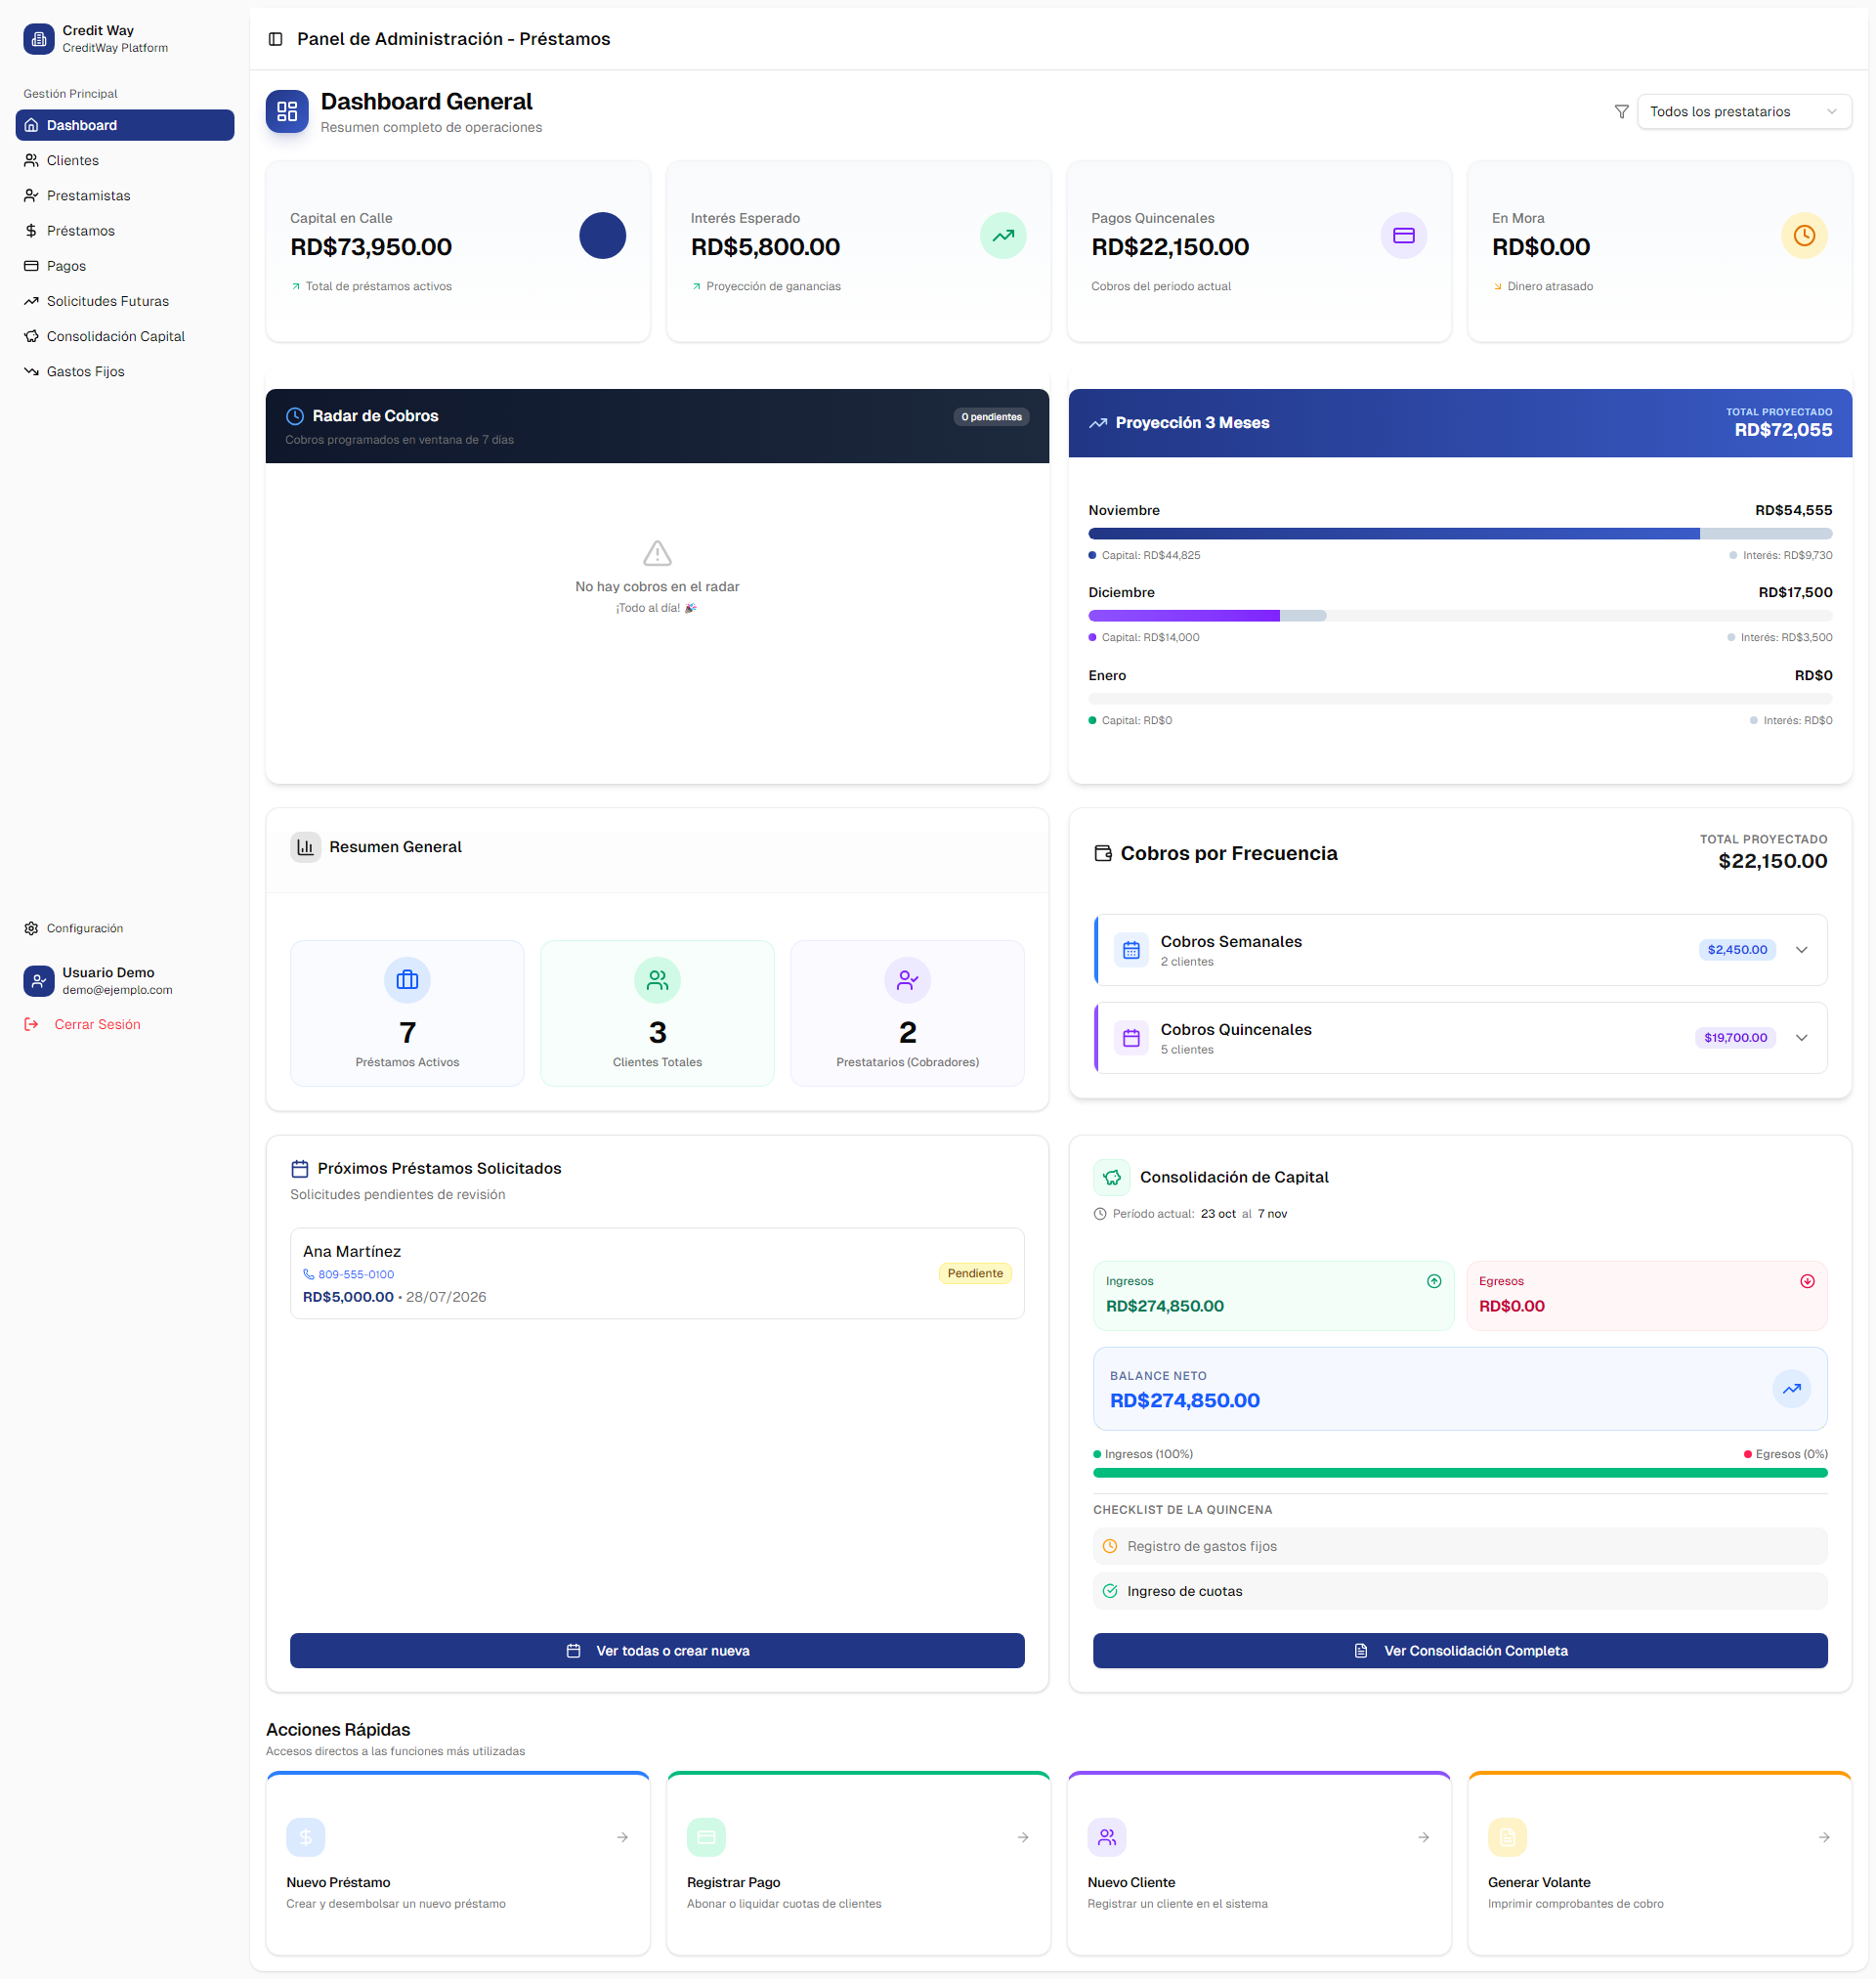 Credit Way
CreditWay Platform
Gestión Principal
Dashboard
Clientes
Prestamistas
Préstamos
Pagos
Solicitudes Futuras
Consolidación Capital
Gastos Fijos
Configuración
Usuario Demo
demo@ejemplo.com
Cerrar Sesión
Panel de Administración - Préstamos
Dashboard General
Resumen completo de operaciones
Todos los prestatarios
Capital en Calle
RD$73,950.00
Total de préstamos activos
Interés Esperado
RD$5,800.00
Proyección de ganancias
Pagos Quincenales
RD$22,150.00
Cobros del periodo actual
En Mora
RD$0.00
Dinero atrasado
Radar de Cobros
0 pendientes
Cobros programados en ventana de 7 días
No hay cobros en el radar
¡Todo al día! 🎉
Proyección 3 Meses
TOTAL PROYECTADO
RD$72,055
Noviembre RD$54,555
Capital: RD$44,825 Interés: RD$9,730
Diciembre RD$17,500
Capital: RD$14,000 Interés: RD$3,500
Enero RD$0
Capital: RD$0 Interés: RD$0
Resumen General
7
Préstamos Activos
3
Clientes Totales
2
Prestatarios (Cobradores)
Cobros por Frecuencia
TOTAL PROYECTADO
$22,150.00
Cobros Semanales
2 clientes
$2,450.00
Cobros Quincenales
5 clientes
$19,700.00
Próximos Préstamos Solicitados
Solicitudes pendientes de revisión
Ana Martínez
809-555-0100
RD$5,000.00 • 28/07/2026
Pendiente
Ver todas o crear nueva
Consolidación de Capital
Período actual: 23 oct al 7 nov
Ingresos
RD$274,850.00
Egresos
RD$0.00
BALANCE NETO
RD$274,850.00
Ingresos (100%) Egresos (0%)
CHECKLIST DE LA QUINCENA
Registro de gastos fijos
Ingreso de cuotas
Ver Consolidación Completa
Acciones Rápidas
Accesos directos a las funciones más utilizadas
Nuevo Préstamo
Crear y desembolsar un nuevo préstamo
Registrar Pago
Abonar o liquidar cuotas de clientes
Nuevo Cliente
Registrar un cliente en el sistema
Generar Volante
Imprimir comprobantes de cobro